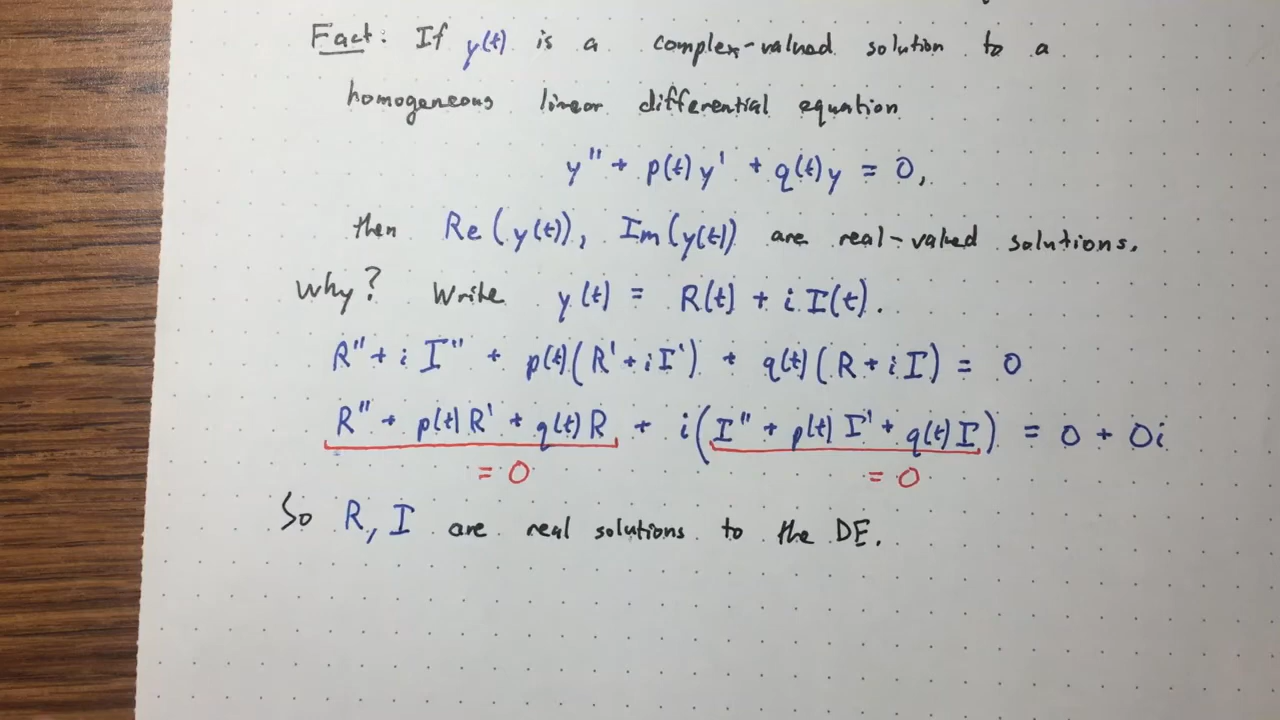 Fact: If y(t) is a complex-valued solution to a
homogeneous linear differential equation
y'' + p(t) y' + q(t) y = 0,
then Re(y(t)), Im(y(t)) are real-valued solutions.
Why? Write y(t) = R(t) + i I(t).
R'' + i I'' + p(t)(R' + i I') + q(t)(R + i I) = 0
R'' + p(t) R' + q(t) R + i(I'' + p(t) I' + q(t) I) = 0 + 0i
= 0 = 0
So R, I are real solutions to the DE.